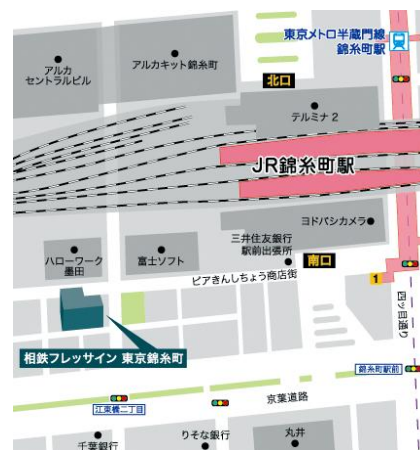 東京メトロ半蔵門線
錦糸町駅
アルカ
セントラルビル
アルカキット錦糸町
北口
テルミナ2
JR錦糸町駅
ヨドバシカメラ
三井住友銀行
駅前出張所
ハローワーク
墨田
富士ソフト
南口
ピアきんしちょう商店街
1
四ッ目通り
相鉄フレッサイン 東京錦糸町
錦糸町駅前
京葉道路
江東橋二丁目
千葉銀行
りそな銀行
丸井